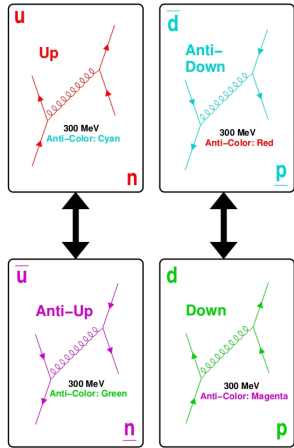 u
Up
300 MeV
Anti-Color: Cyan
n
d̅
Anti-
Down
300 MeV
Anti-Color: Red
p̲
u̅
Anti-Up
300 MeV
Anti-Color: Green
n̲
d
Down
300 MeV
Anti-Color: Magenta
p